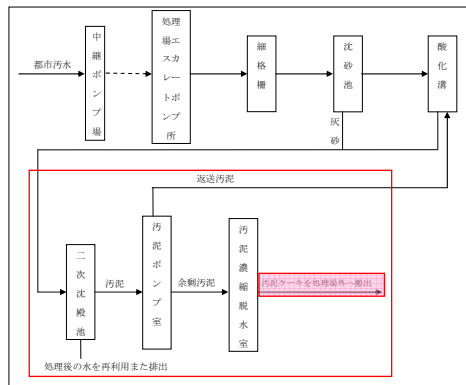 都市汚水
中継ポンプ場
処理場エスカレートポンプ所
細格柵
沈砂池
酸化溝
灰砂
返送汚泥
二次沈殿池
汚泥
汚泥ポンプ室
余剰汚泥
汚泥濃縮脱水室
汚泥ケーキを処理場外へ搬出
処理後の水を再利用また排出